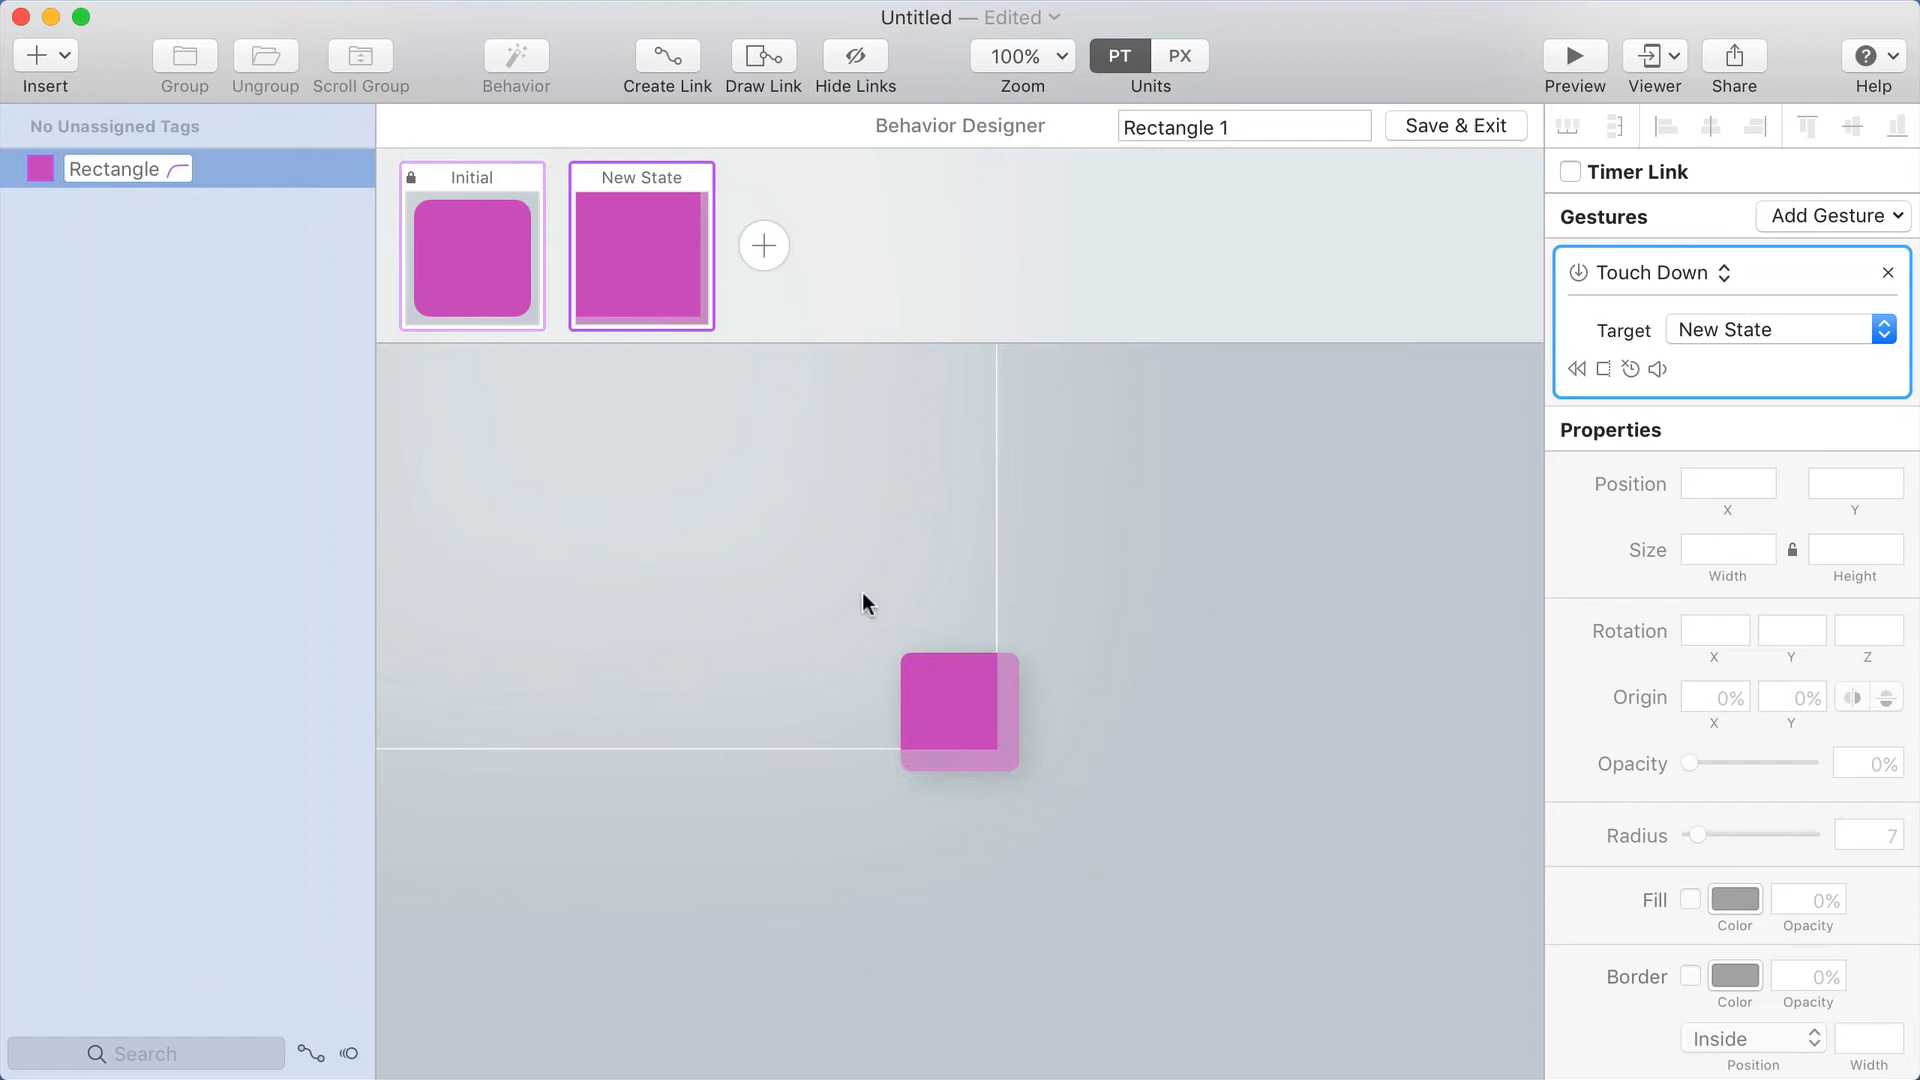 Untitled — Edited
Insert
Group
Ungroup
Scroll Group
Behavior
Create Link
Draw Link
Hide Links
100%
Zoom
PT
PX
Units
Preview
Viewer
Share
Help
No Unassigned Tags
Rectangle
Behavior Designer
Rectangle 1
Save & Exit
Initial
New State
Timer Link
Gestures
Add Gesture
Touch Down
Target
New State
Properties
Position
X
Y
Size
Width
Height
Rotation
X
Y
Z
Origin
0%
0%
X
Y
Opacity
0%
Radius
7
Fill
0%
Color
Opacity
Border
0%
Color
Opacity
Inside
Position
Width
Search